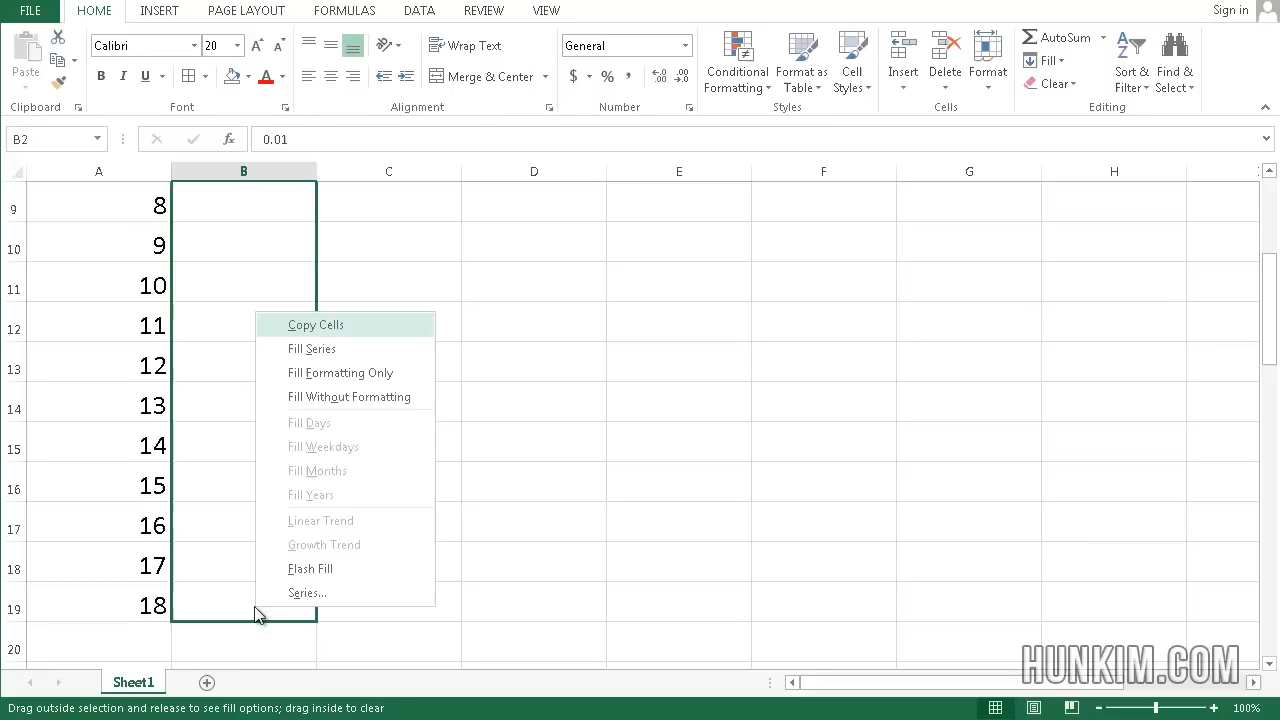 FILE HOME INSERT PAGE LAYOUT FORMULAS DATA REVIEW VIEW Sign in
Paste
Calibri 20 A A
B I U A
Wrap Text
Merge & Center
General
$ % , .0 .00 .00 .0
Conditional Formatting
Format as Table
Cell Styles
Insert Delete Format
AutoSum
Fill
Clear
Sort & Filter
Find & Select
Clipboard Font Alignment Number Styles Cells Editing
B2 fx 0.01
A B C D E F G H
9 8
10 9
11 10
12 11
13 12
14 13
15 14
16 15
17 16
18 17
19 18
20
Copy Cells
Fill Series
Fill Formatting Only
Fill Without Formatting
Fill Days
Fill Weekdays
Fill Months
Fill Years
Linear Trend
Growth Trend
Flash Fill
Series...
HUNKIM.COM
Sheet1
Drag outside selection and release to see fill options; drag inside to clear 100%